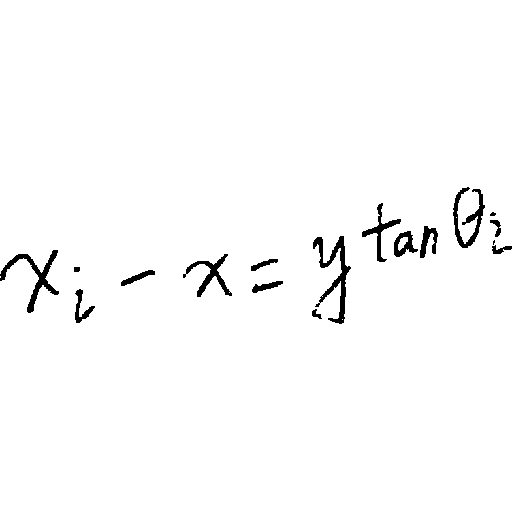 x_i - x = y tan θ_i